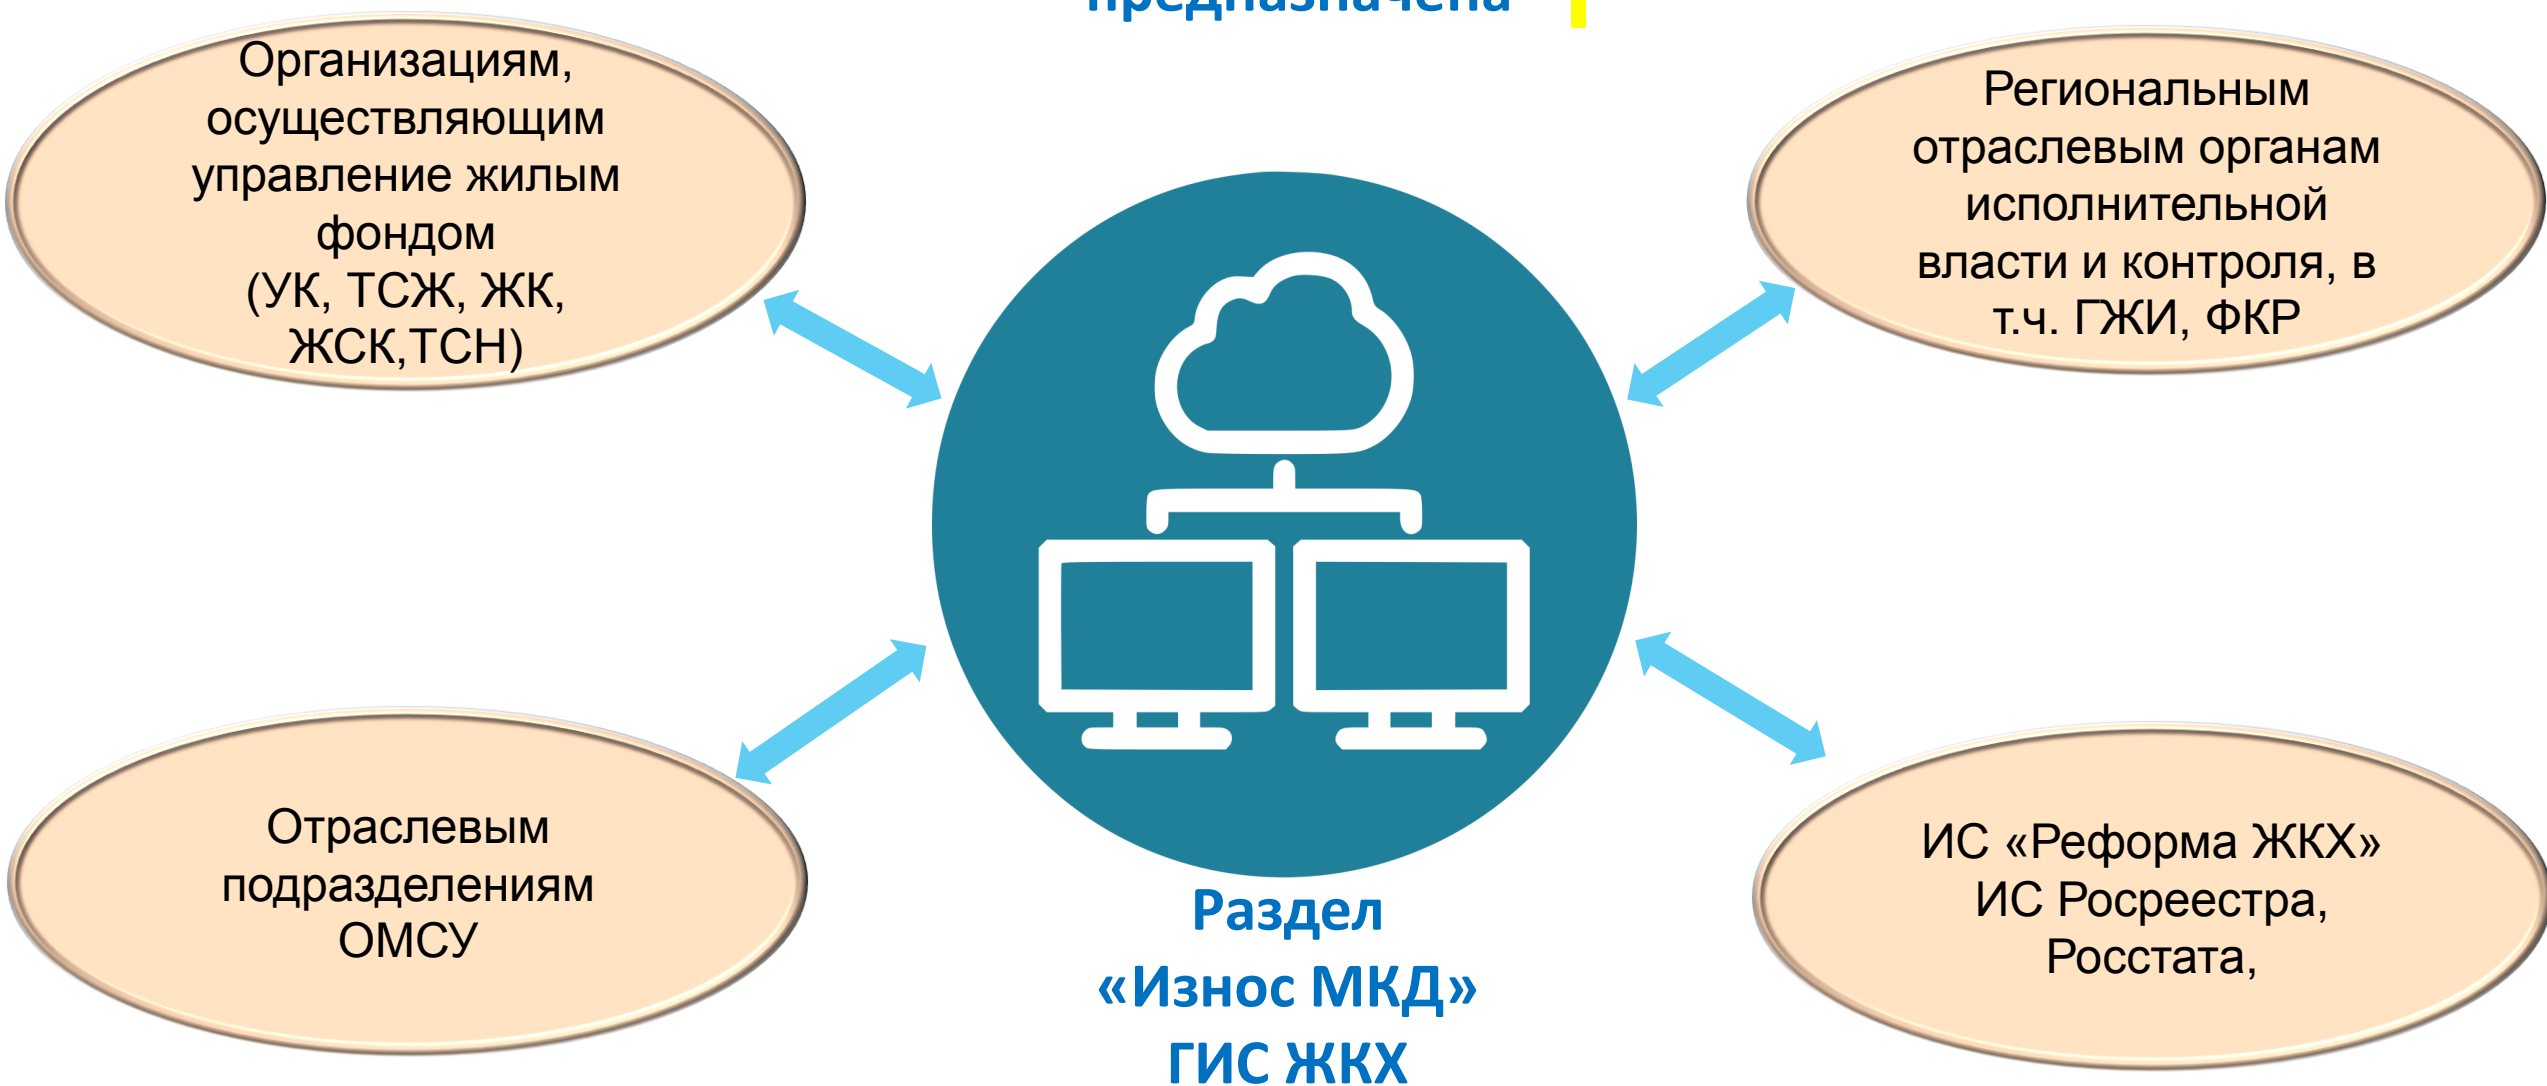 предназначена
Организациям,
осуществляющим
управление жилым
фондом
(УК, ТСЖ, ЖК,
ЖСК,ТСН)
Региональным
отраслевым органам
исполнительной
власти и контроля, в
т.ч. ГЖИ, ФКР
Отраслевым
подразделениям
ОМСУ
ИС «Реформа ЖКХ»
ИС Росреестра,
Росстата,
Раздел
«Износ МКД»
ГИС ЖКХ